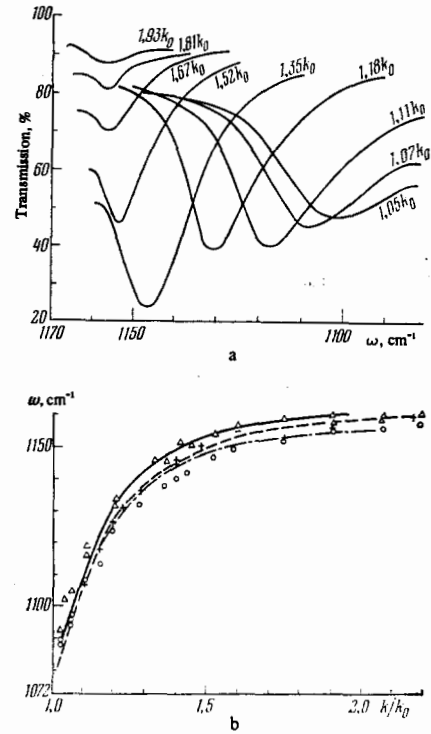 100
1,93k₀
1,81k₀
1,67k₀
1,52k₀
1,35k₀
1,18k₀
80
1,11k₀
60
1,07k₀
1,05k₀
40
20
Transmission, %
1170 1150 1100 ω, cm⁻¹
a
ω, cm⁻¹
1150
1100
1072
1,0 1,5 2,0 k/k₀
b